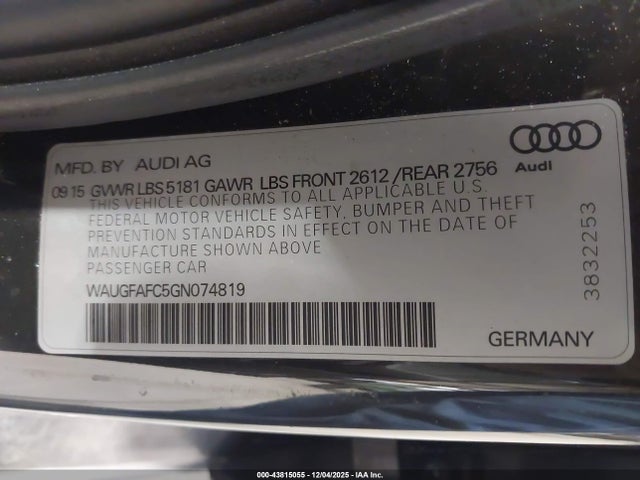 MFD. BY AUDI AG
Audi
09 15 GVWR LBS 5181 GAWR LBS FRONT 2612 /REAR 2756
THIS VEHICLE CONFORMS TO ALL APPLICABLE U.S.
FEDERAL MOTOR VEHICLE SAFETY, BUMPER AND THEFT
PREVENTION STANDARDS IN EFFECT ON THE DATE OF
MANUFACTURE SHOWN ABOVE
PASSENGER CAR
WAUGFAFC5GN074819
3832253
GERMANY
000-43815055 - 12/04/2025 - IAA Inc.